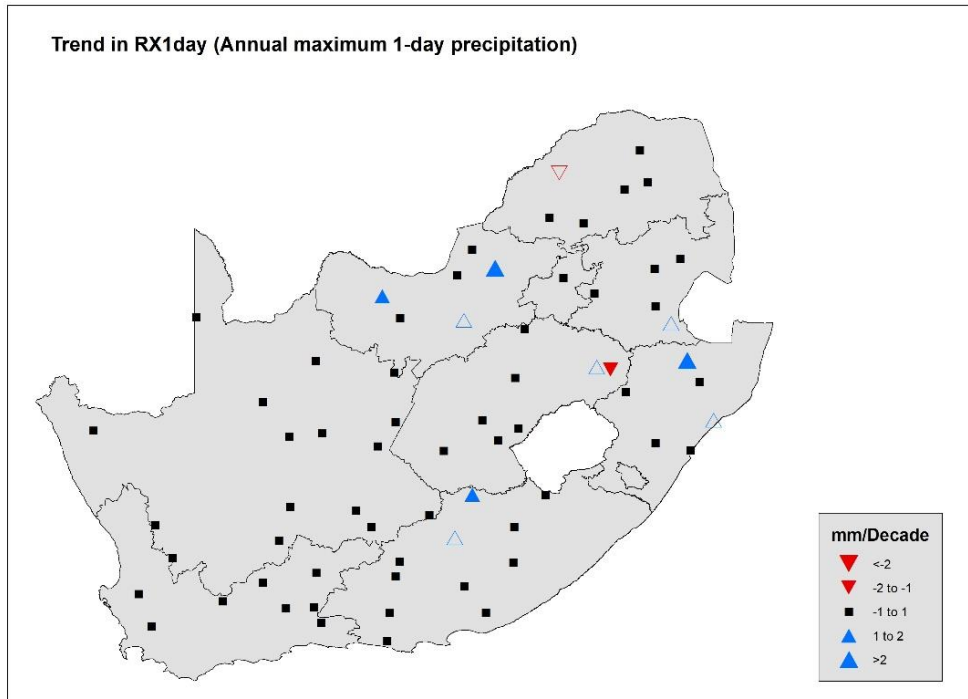 Trend in RX1day (Annual maximum 1-day precipitation)
mm/Decade
<-2
-2 to -1
-1 to 1
1 to 2
>2